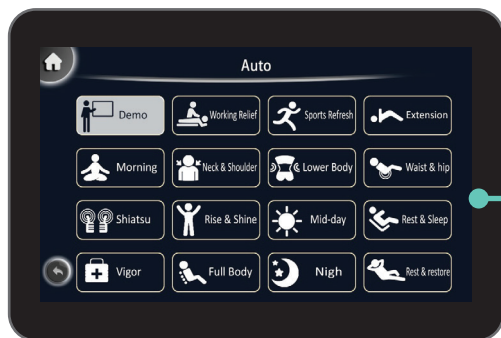 Auto
Demo
Working Relief
Sports Refresh
Extension
Morning
Neck & Shoulder
Lower Body
Waist & hip
Shiatsu
Rise & Shine
Mid-day
Rest & Sleep
Vigor
Full Body
Nigh
Rest & restore